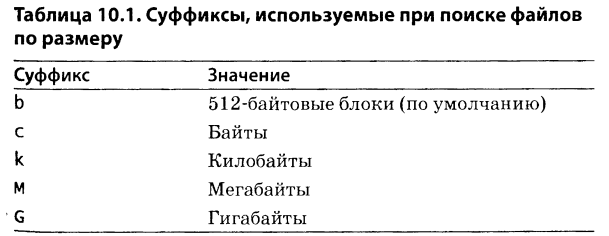 Таблица 10.1. Суффиксы, используемые при поиске файлов
по размеру
Суффикс Значение
b 512-байтовые блоки (по умолчанию)
c Байты
k Килобайты
M Мегабайты
G Гигабайты